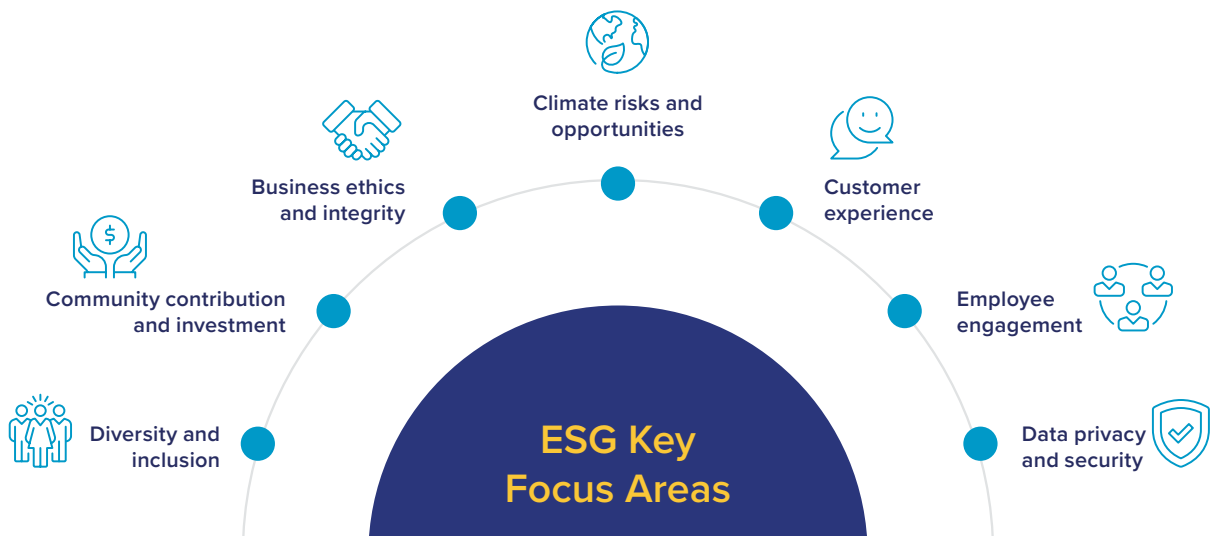 Climate risks and
opportunities
Business ethics
and integrity
Customer
experience
$
Community contribution
and investment
Employee
engagement
Diversity and
inclusion
Data privacy
and security
ESG Key
Focus Areas